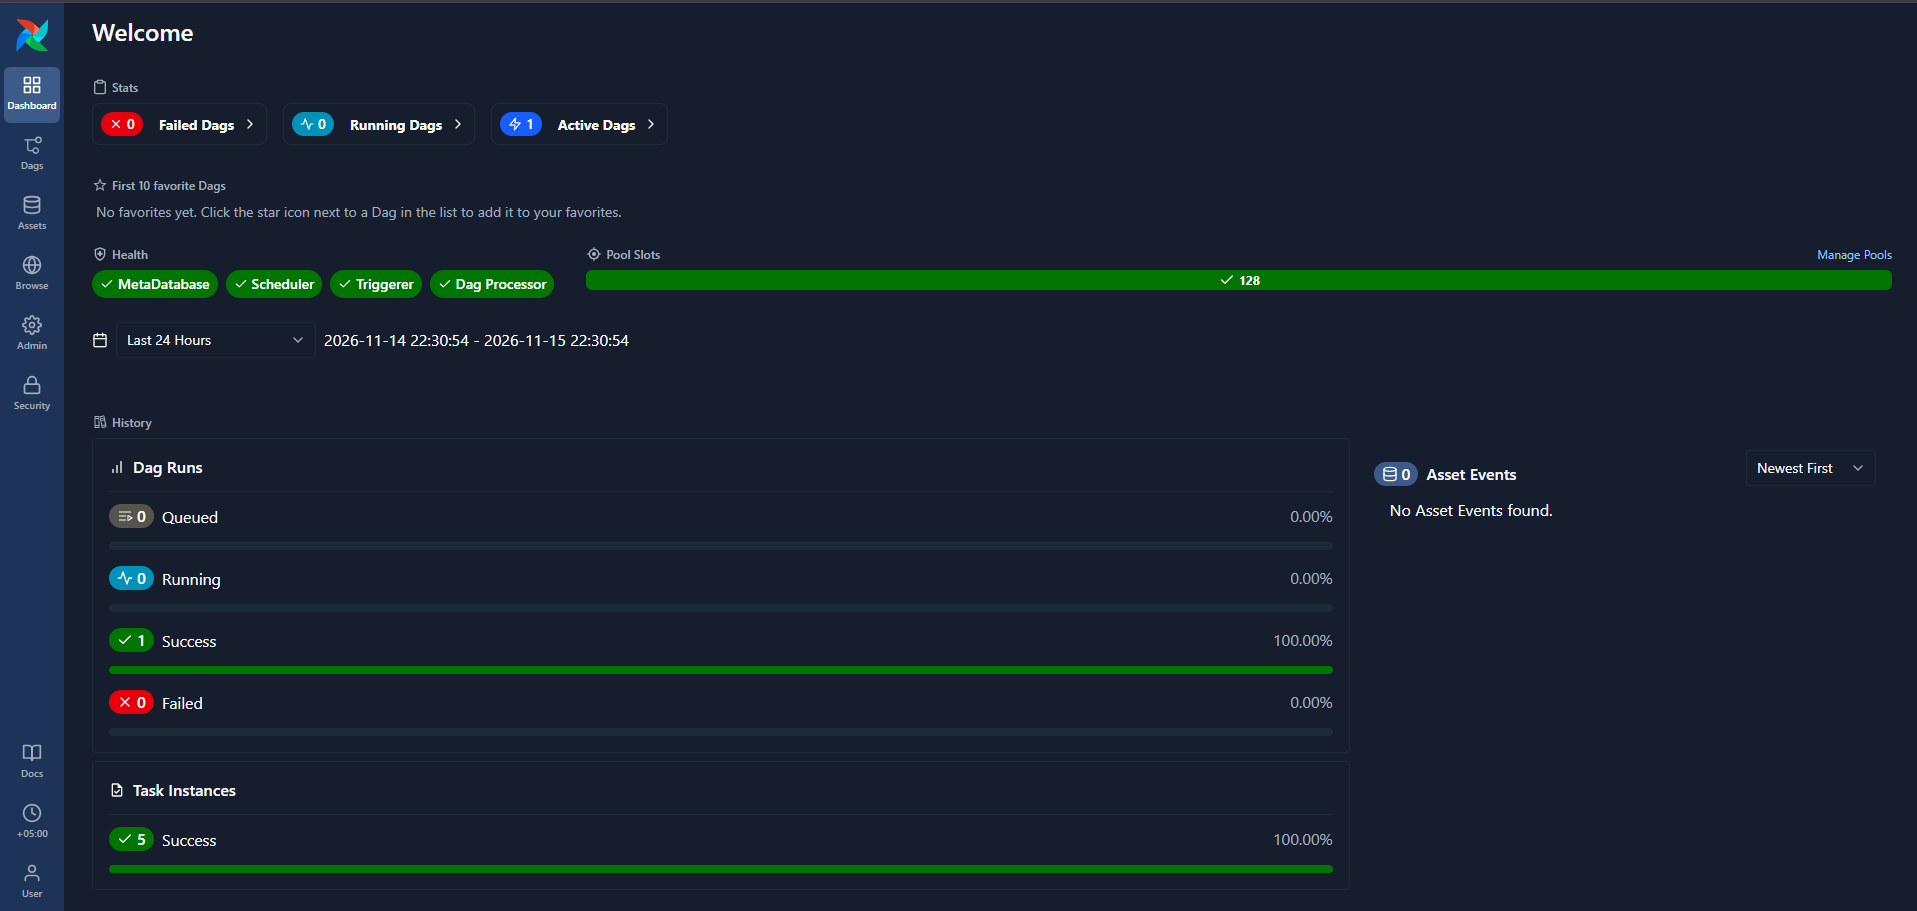 Welcome
Dashboard
Dags
Assets
Browse
Admin
Security
Docs
+05:00
User
Stats
0 Failed Dags
0 Running Dags
1 Active Dags
First 10 favorite Dags
No favorites yet. Click the star icon next to a Dag in the list to add it to your favorites.
Health
MetaDatabase Scheduler Triggerer Dag Processor
Pool Slots Manage Pools
128
Last 24 Hours 2026-11-14 22:30:54 - 2026-11-15 22:30:54
History
Dag Runs
0 Queued 0.00%
0 Running 0.00%
1 Success 100.00%
0 Failed 0.00%
Task Instances
5 Success 100.00%
0 Asset Events Newest First
No Asset Events found.